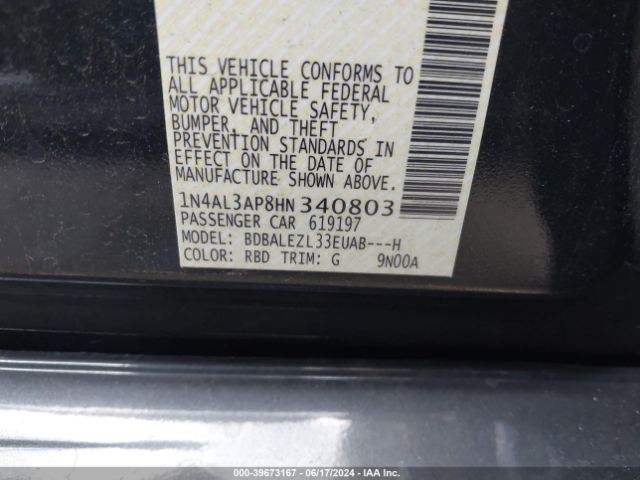 THIS VEHICLE CONFORMS TO
ALL APPLICABLE FEDERAL
MOTOR VEHICLE SAFETY,
BUMPER, AND THEFT
PREVENTION STANDARDS IN
EFFECT ON THE DATE OF
MANUFACTURE SHOWN ABOVE.
1N4AL3AP8HN340803
PASSENGER CAR 619197
MODEL: BDBALEZL33EUAB---H
COLOR: RBD TRIM: G 9N00A
000-39673167 - 06/17/2024 - IAA Inc.